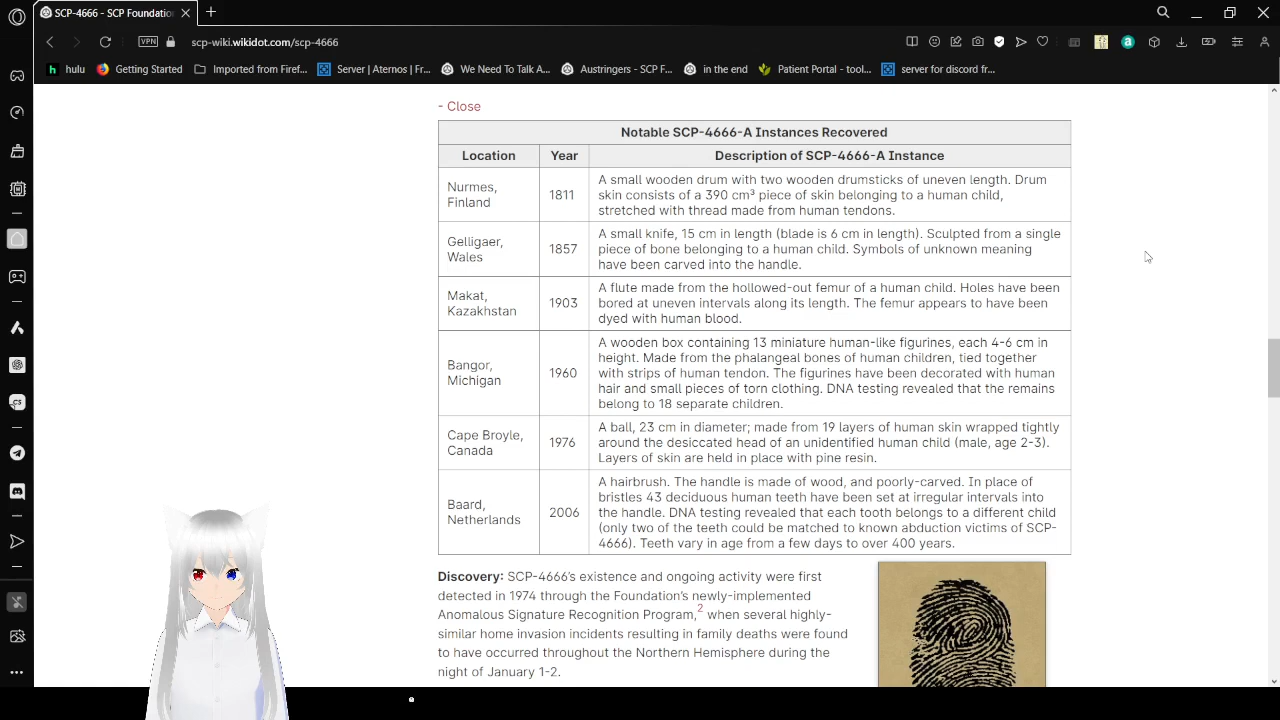 SCP-4666 - SCP Foundatio
VPN
scp-wiki.wikidot.com/scp-4666
hulu
Getting Started
Imported from Firef...
Server | Aternos | Fr...
We Need To Talk A...
Austringers - SCP F...
in the end
Patient Portal - tool...
server for discord fr...
- Close
Notable SCP-4666-A Instances Recovered
Location Year Description of SCP-4666-A Instance
Nurmes,
Finland
1811
A small wooden drum with two wooden drumsticks of uneven length. Drum
skin consists of a 390 cm³ piece of skin belonging to a human child,
stretched with thread made from human tendons.
Gelligaer,
Wales
1857
A small knife, 15 cm in length (blade is 6 cm in length). Sculpted from a single
piece of bone belonging to a human child. Symbols of unknown meaning
have been carved into the handle.
Makat,
Kazakhstan
1903
A flute made from the hollowed-out femur of a human child. Holes have been
bored at uneven intervals along its length. The femur appears to have been
dyed with human blood.
Bangor,
Michigan
1960
A wooden box containing 13 miniature human-like figurines, each 4-6 cm in
height. Made from the phalangeal bones of human children, tied together
with strips of human tendon. The figurines have been decorated with human
hair and small pieces of torn clothing. DNA testing revealed that the remains
belong to 18 separate children.
Cape Broyle,
Canada
1976
A ball, 23 cm in diameter; made from 19 layers of human skin wrapped tightly
around the desiccated head of an unidentified human child (male, age 2-3).
Layers of skin are held in place with pine resin.
Baard,
Netherlands
2006
A hairbrush. The handle is made of wood, and poorly-carved. In place of
bristles 43 deciduous human teeth have been set at irregular intervals into
the handle. DNA testing revealed that each tooth belongs to a different child
(only two of the teeth could be matched to known abduction victims of SCP-
4666). Teeth vary in age from a few days to over 400 years.
Discovery: SCP-4666's existence and ongoing activity were first
detected in 1974 through the Foundation's newly-implemented
Anomalous Signature Recognition Program,2 when several highly-
similar home invasion incidents resulting in family deaths were found
to have occurred throughout the Northern Hemisphere during the
night of January 1-2.